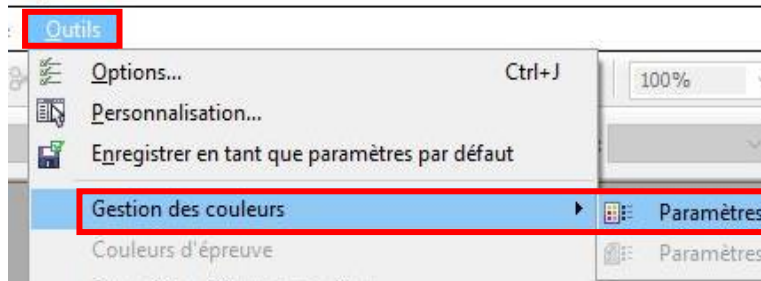 Outils
Options... Ctrl+J
100%
Personnalisation...
Enregistrer en tant que paramètres par défaut
Gestion des couleurs Paramètres
Couleurs d'épreuve Paramètres